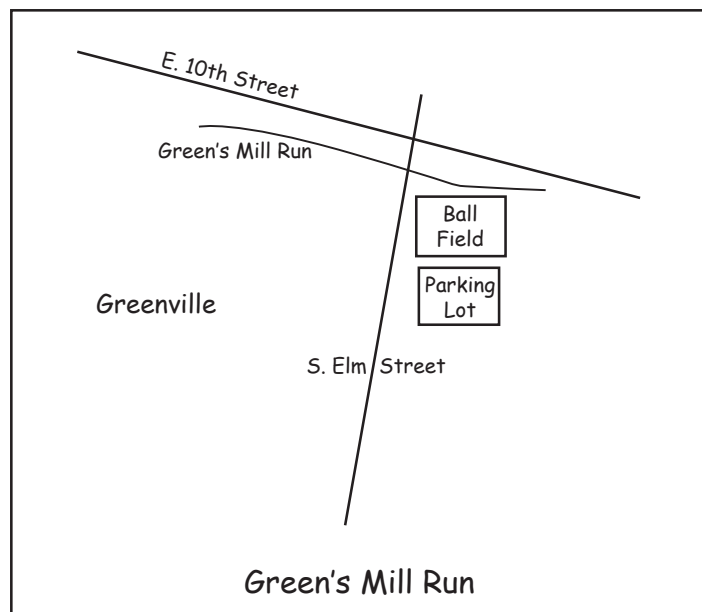 E. 10th Street
Green's Mill Run
Ball
Field
Parking
Lot
Greenville
S. Elm Street
Green's Mill Run